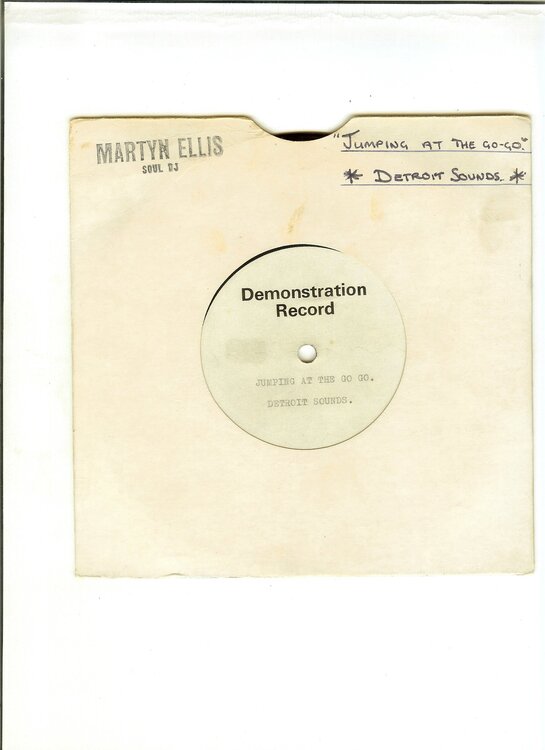 MARTYN ELLIS
SOUL DJ
"JUMPING AT THE GO-GO."
* DETROIT SOUNDS. *
Demonstration
Record
JUMPING AT THE GO GO.
DETROIT SOUNDS.